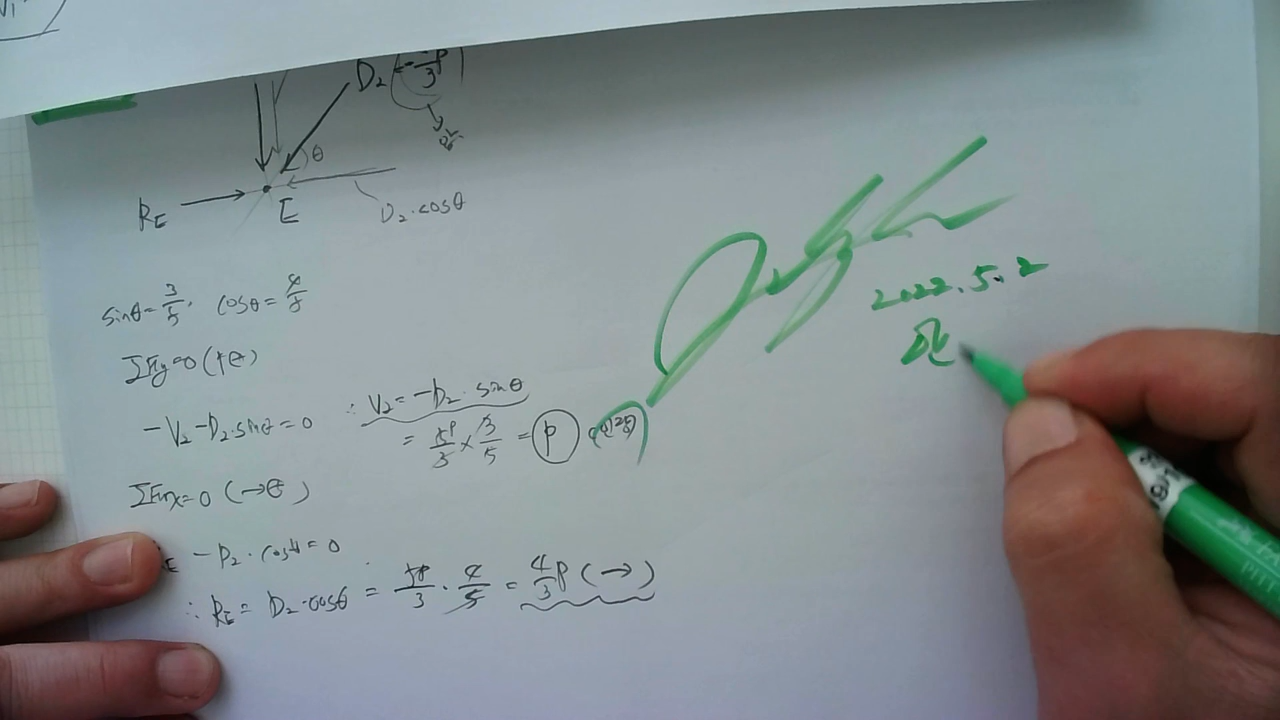 D₂ (-5P/3)
θ
R_E
E
D₂·cosθ
sinθ=3/5, cosθ=4/5
ΣFy=0(↑⊕)
-V₂-D₂·sinθ=0
∴ V₂=-D₂·sinθ
=5P/3×3/5=P
ΣFx=0(→⊕)
-D₂·cosθ=0
∴ R_E=D₂·cosθ=5P/3·4/5=4/3P(→)
2022.5.2